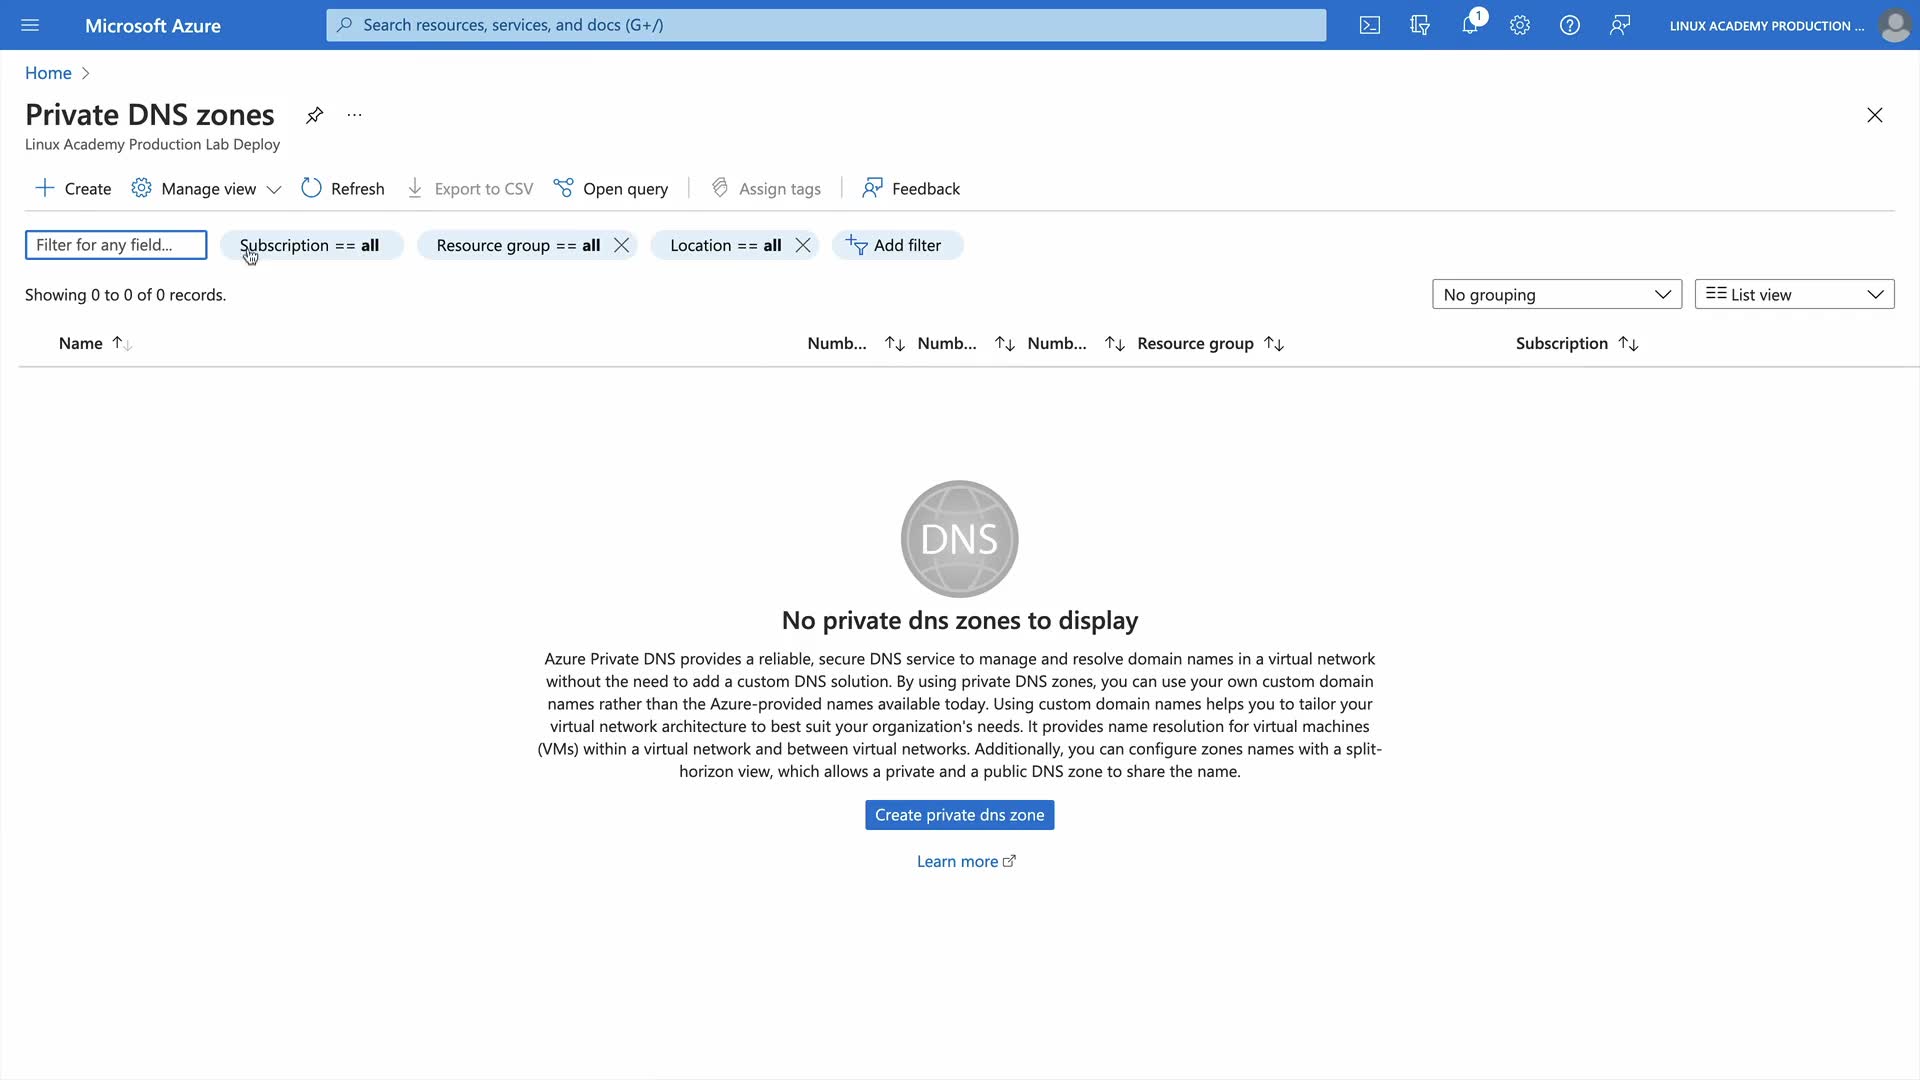 Microsoft Azure
Search resources, services, and docs (G+/)
1
LINUX ACADEMY PRODUCTION ...
Home
Private DNS zones
...
Linux Academy Production Lab Deploy
Create
Manage view
Refresh
Export to CSV
Open query
Assign tags
Feedback
Filter for any field...
Subscription == all
Resource group == all
Location == all
Add filter
Showing 0 to 0 of 0 records.
No grouping
List view
Name
Numb...
Numb...
Numb...
Resource group
Subscription
DNS
No private dns zones to display
Azure Private DNS provides a reliable, secure DNS service to manage and resolve domain names in a virtual network
without the need to add a custom DNS solution. By using private DNS zones, you can use your own custom domain
names rather than the Azure-provided names available today. Using custom domain names helps you to tailor your
virtual network architecture to best suit your organization's needs. It provides name resolution for virtual machines
(VMs) within a virtual network and between virtual networks. Additionally, you can configure zones names with a split-
horizon view, which allows a private and a public DNS zone to share the name.
Create private dns zone
Learn more